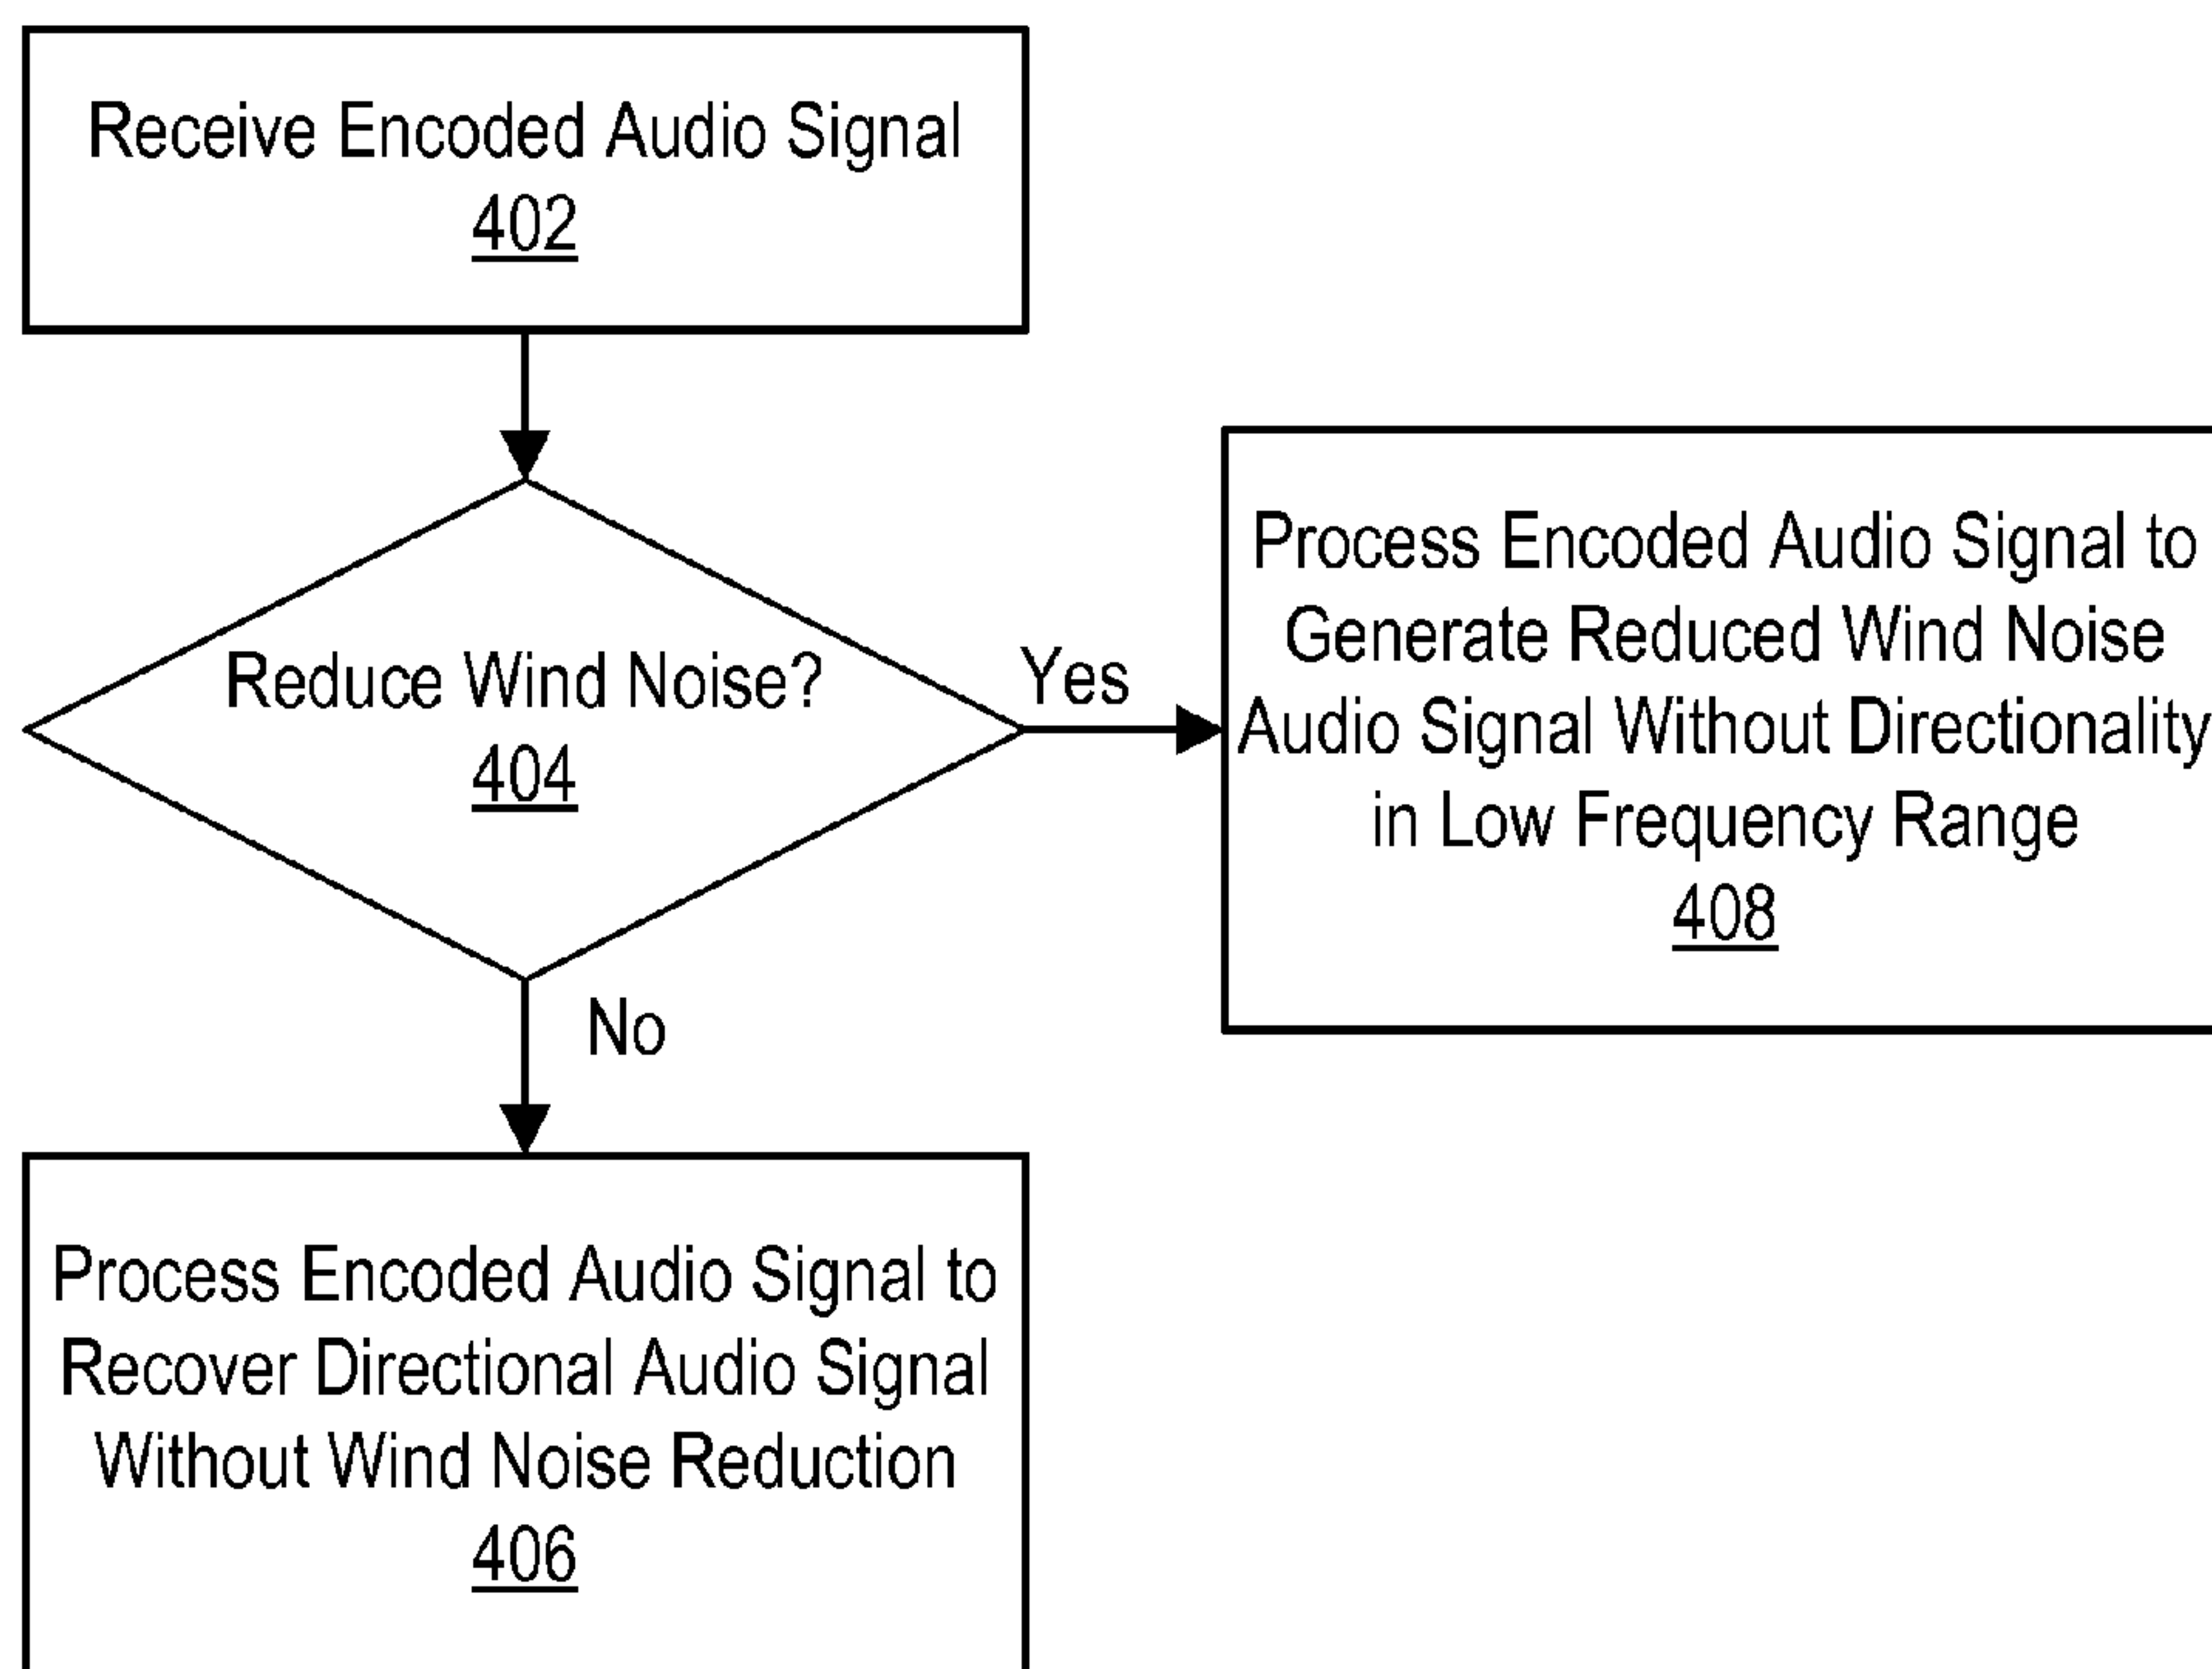 Receive Encoded Audio Signal
402
Reduce Wind Noise?
404
Yes
Process Encoded Audio Signal to
Generate Reduced Wind Noise
Audio Signal Without Directionality
in Low Frequency Range
408
No
Process Encoded Audio Signal to
Recover Directional Audio Signal
Without Wind Noise Reduction
406